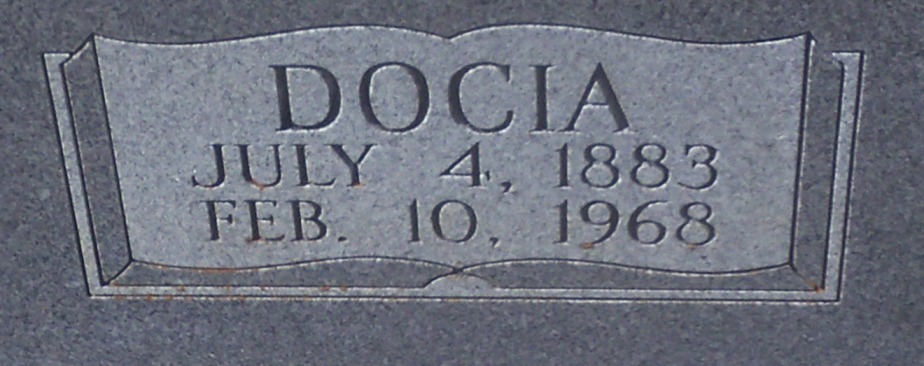 DOCIA
JULY 4, 1883
FEB. 10, 1968